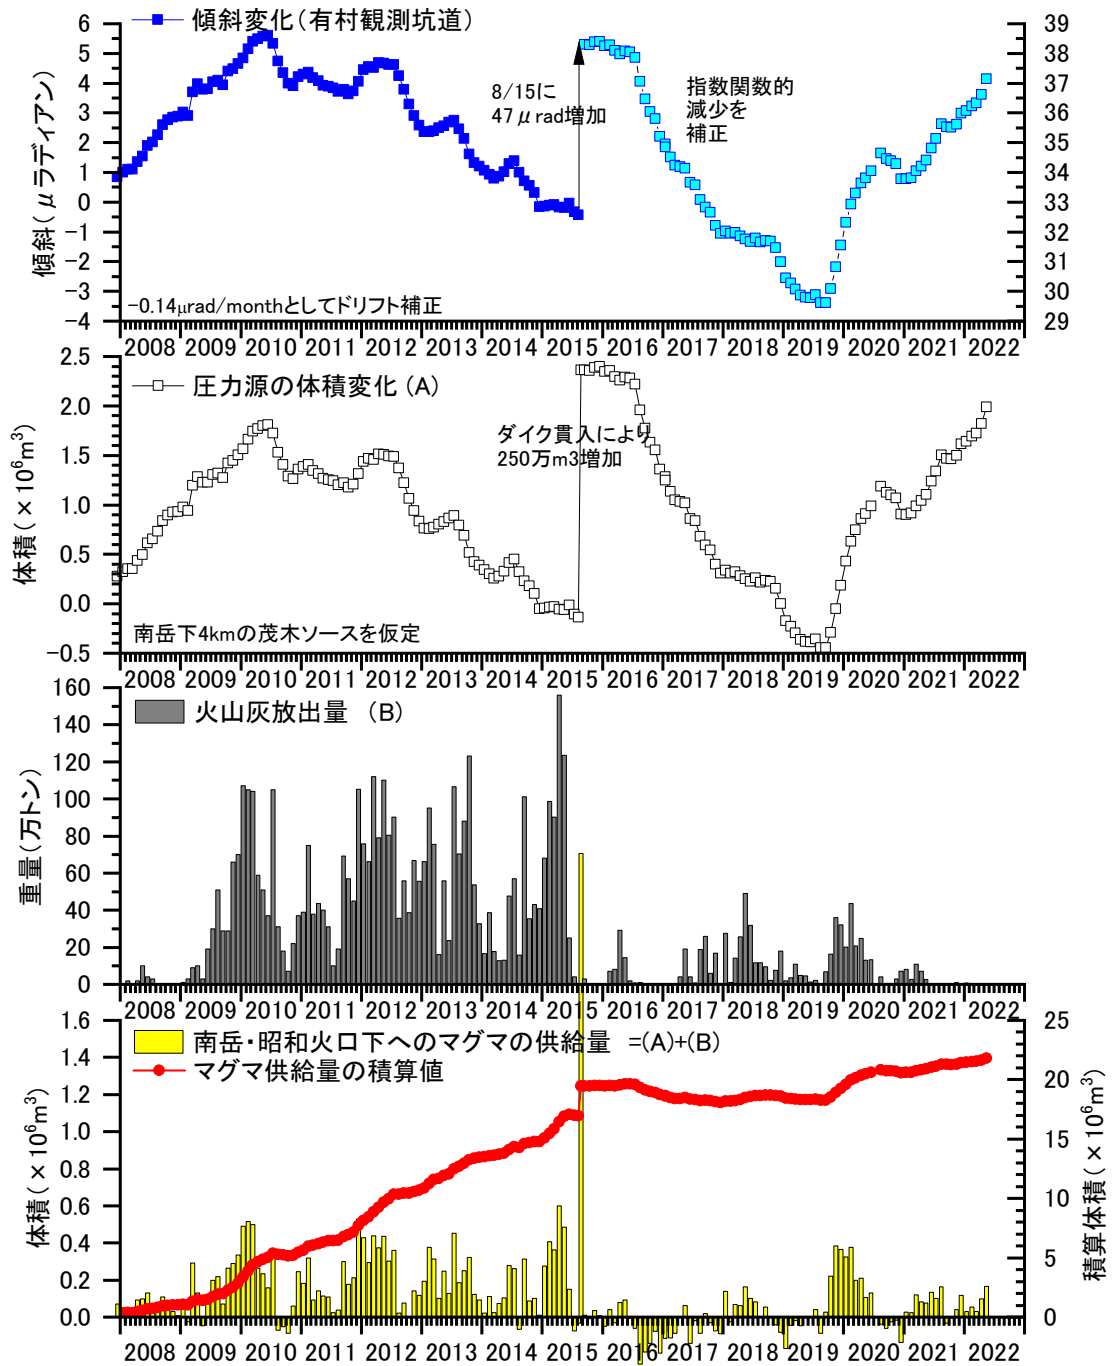 傾斜変化(有村観測坑道)
傾斜(μラディアン)
6
5
4
3
2
1
0
−1
−2
−3
−4
39
38
37
36
35
34
33
32
31
30
29
8/15に
47μrad増加
指数関数的
減少を
補正
−0.14μrad/monthとしてドリフト補正
2008 2009 2010 2011 2012 2013 2014 2015 2016 2017 2018 2019 2020 2021 2022
圧力源の体積変化 (A)
体積(×10⁶m³)
2.5
2.0
1.5
1.0
0.5
0.0
−0.5
ダイク貫入により
250万m3増加
南岳下4kmの茂木ソースを仮定
2008 2009 2010 2011 2012 2013 2014 2015 2016 2017 2018 2019 2020 2021 2022
火山灰放出量 (B)
重量(万トン)
160
140
120
100
80
60
40
20
0
2008 2009 2010 2011 2012 2013 2014 2015 2016 2017 2018 2019 2020 2021 2022
南岳・昭和火口下へのマグマの供給量 =(A)+(B)
マグマ供給量の積算値
体積(×10⁶m³)
1.6
1.4
1.2
1.0
0.8
0.6
0.4
0.2
0.0
積算体積(×10⁶m³)
25
20
15
10
5
0
2008 2009 2010 2011 2012 2013 2014 2015 2016 2017 2018 2019 2020 2021 2022